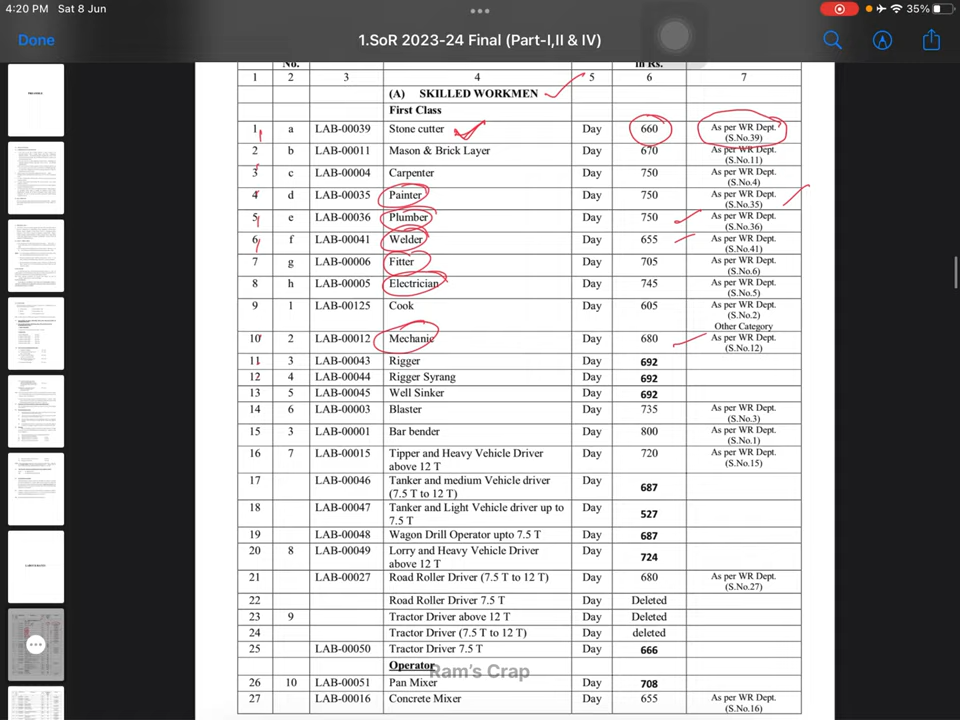 4:20 PM Sat 8 Jun 35%
Done 1.SoR 2023-24 Final (Part-I,II & IV)
No. In Rs.
1 2 3 4 5 6 7
(A) SKILLED WORKMEN
First Class
1 a LAB-00039 Stone cutter Day 660 As per WR Dept. (S.No.39)
2 b LAB-00011 Mason & Brick Layer Day 670 As per WR Dept. (S.No.11)
3 c LAB-00004 Carpenter Day 750 As per WR Dept. (S.No.4)
4 d LAB-00035 Painter Day 750 As per WR Dept. (S.No.35)
5 e LAB-00036 Plumber Day 750 As per WR Dept. (S.No.36)
6 f LAB-00041 Welder Day 655 As per WR Dept. (S.No.41)
7 g LAB-00006 Fitter Day 705 As per WR Dept. (S.No.6)
8 h LAB-00005 Electrician Day 745 As per WR Dept. (S.No.5)
9 l LAB-00125 Cook Day 605 As per WR Dept. (S.No.2)
Other Category
10 2 LAB-00012 Mechanic Day 680 As per WR Dept. (S.No.12)
11 3 LAB-00043 Rigger Day 692
12 4 LAB-00044 Rigger Syrang Day 692
13 5 LAB-00045 Well Sinker Day 692
14 6 LAB-00003 Blaster Day 735 As per WR Dept. (S.No.3)
15 3 LAB-00001 Bar bender Day 800 As per WR Dept. (S.No.1)
16 7 LAB-00015 Tipper and Heavy Vehicle Driver above 12 T Day 720 As per WR Dept. (S.No.15)
17 LAB-00046 Tanker and medium Vehicle driver (7.5 T to 12 T) Day 687
18 LAB-00047 Tanker and Light Vehicle driver up to 7.5 T Day 527
19 LAB-00048 Wagon Drill Operator upto 7.5 T Day 687
20 8 LAB-00049 Lorry and Heavy Vehicle Driver above 12 T Day 724
21 LAB-00027 Road Roller Driver (7.5 T to 12 T) Day 680 As per WR Dept. (S.No.27)
22 Road Roller Driver 7.5 T Day Deleted
23 9 Tractor Driver above 12 T Day Deleted
24 Tractor Driver (7.5 T to 12 T) Day deleted
25 LAB-00050 Tractor Driver 7.5 T Day 666
Operator
Ram's Crap
26 10 LAB-00051 Pan Mixer Day 708
27 LAB-00016 Concrete Mixer Day 655 As per WR Dept. (S.No.16)